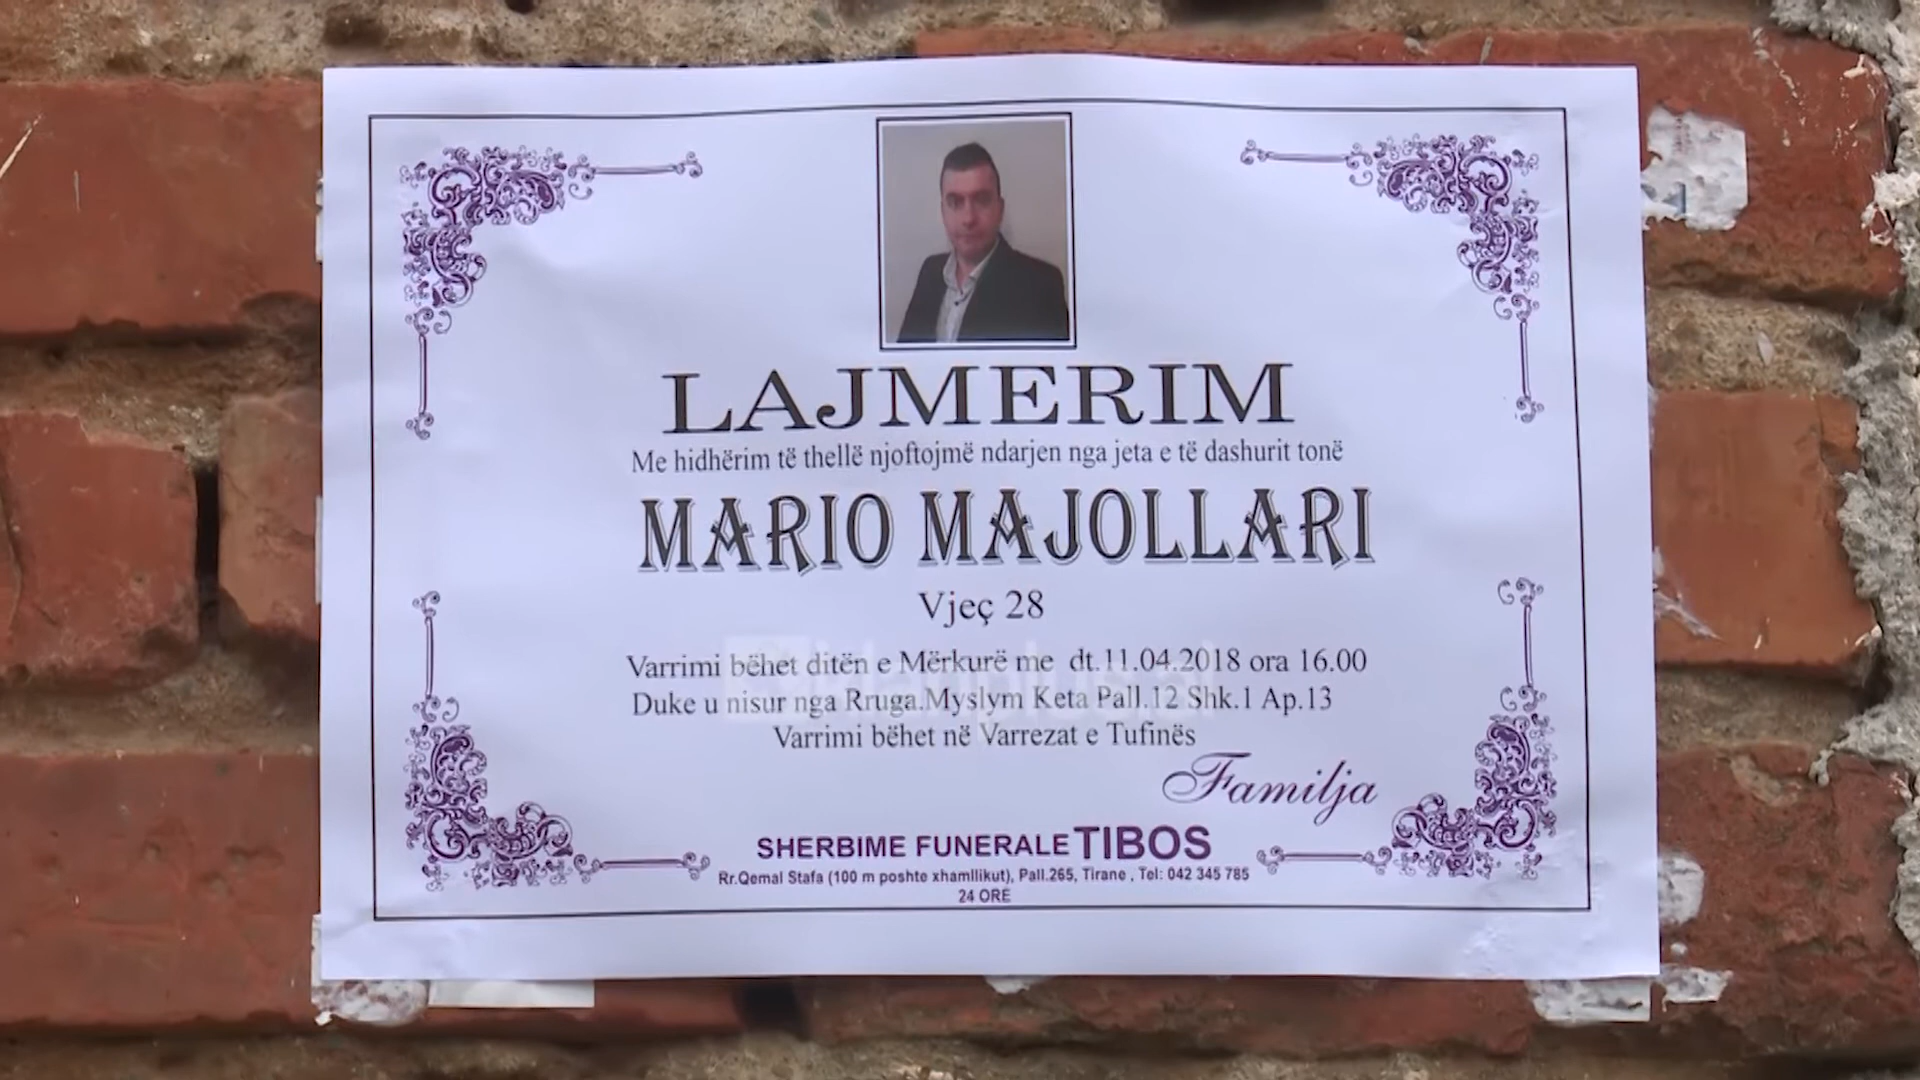 LAJMERIM
Me hidhërim të thellë njoftojmë ndarjen nga jeta e të dashurit tonë
MARIO MAJOLLARI
Vjeç 28
Varrimi bëhet ditën e Mërkurë me dt.11.04.2018 ora 16.00
Duke u nisur nga Rruga.Myslym Keta Pall.12 Shk.1 Ap.13
Varrimi bëhet në Varrezat e Tufinës
Familja
SHERBIME FUNERALE TIBOS
Rr.Qemal Stafa (100 m poshte xhamllikut), Pall.265, Tirane , Tel: 042 345 785
24 ORE